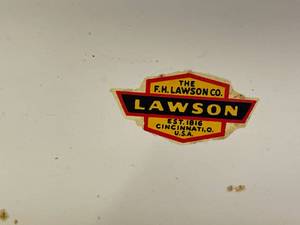 THE
F.H. LAWSON CO.
LAWSON
EST. 1816
CINCINNATI, O.
U.S.A.